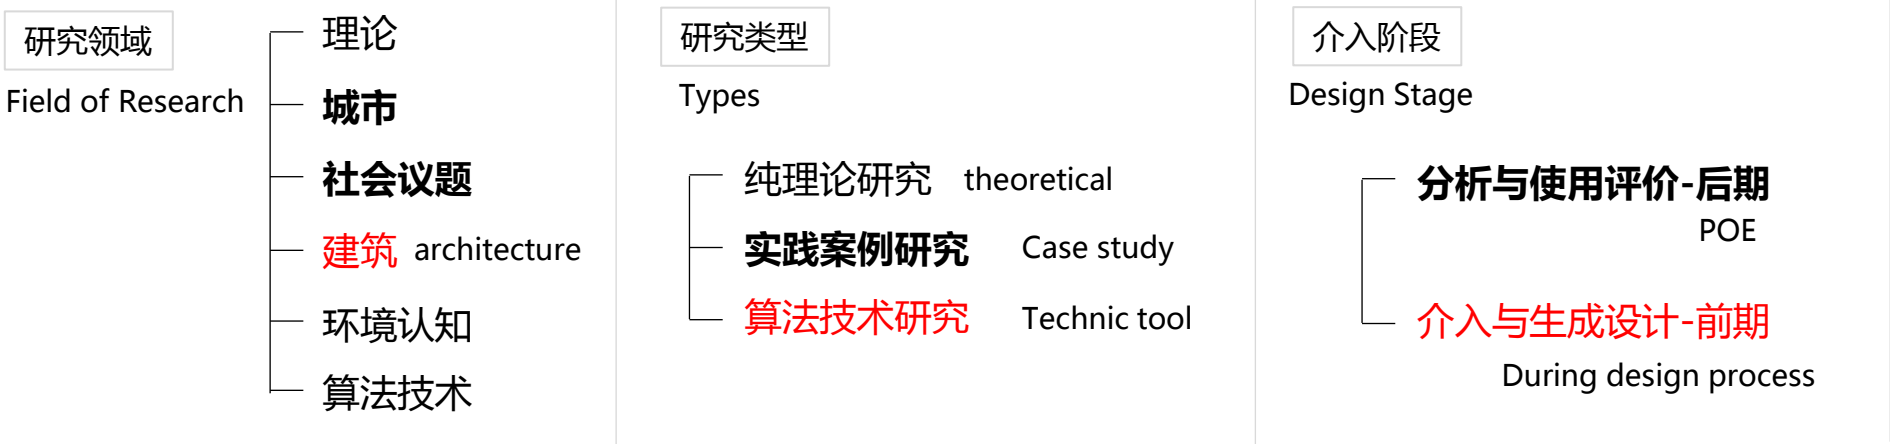 研究领域
Field of Research
理论
城市
社会议题
建筑 architecture
环境认知
算法技术
研究类型
Types
纯理论研究 theoretical
实践案例研究 Case study
算法技术研究 Technic tool
介入阶段
Design Stage
分析与使用评价-后期
POE
介入与生成设计-前期
During design process